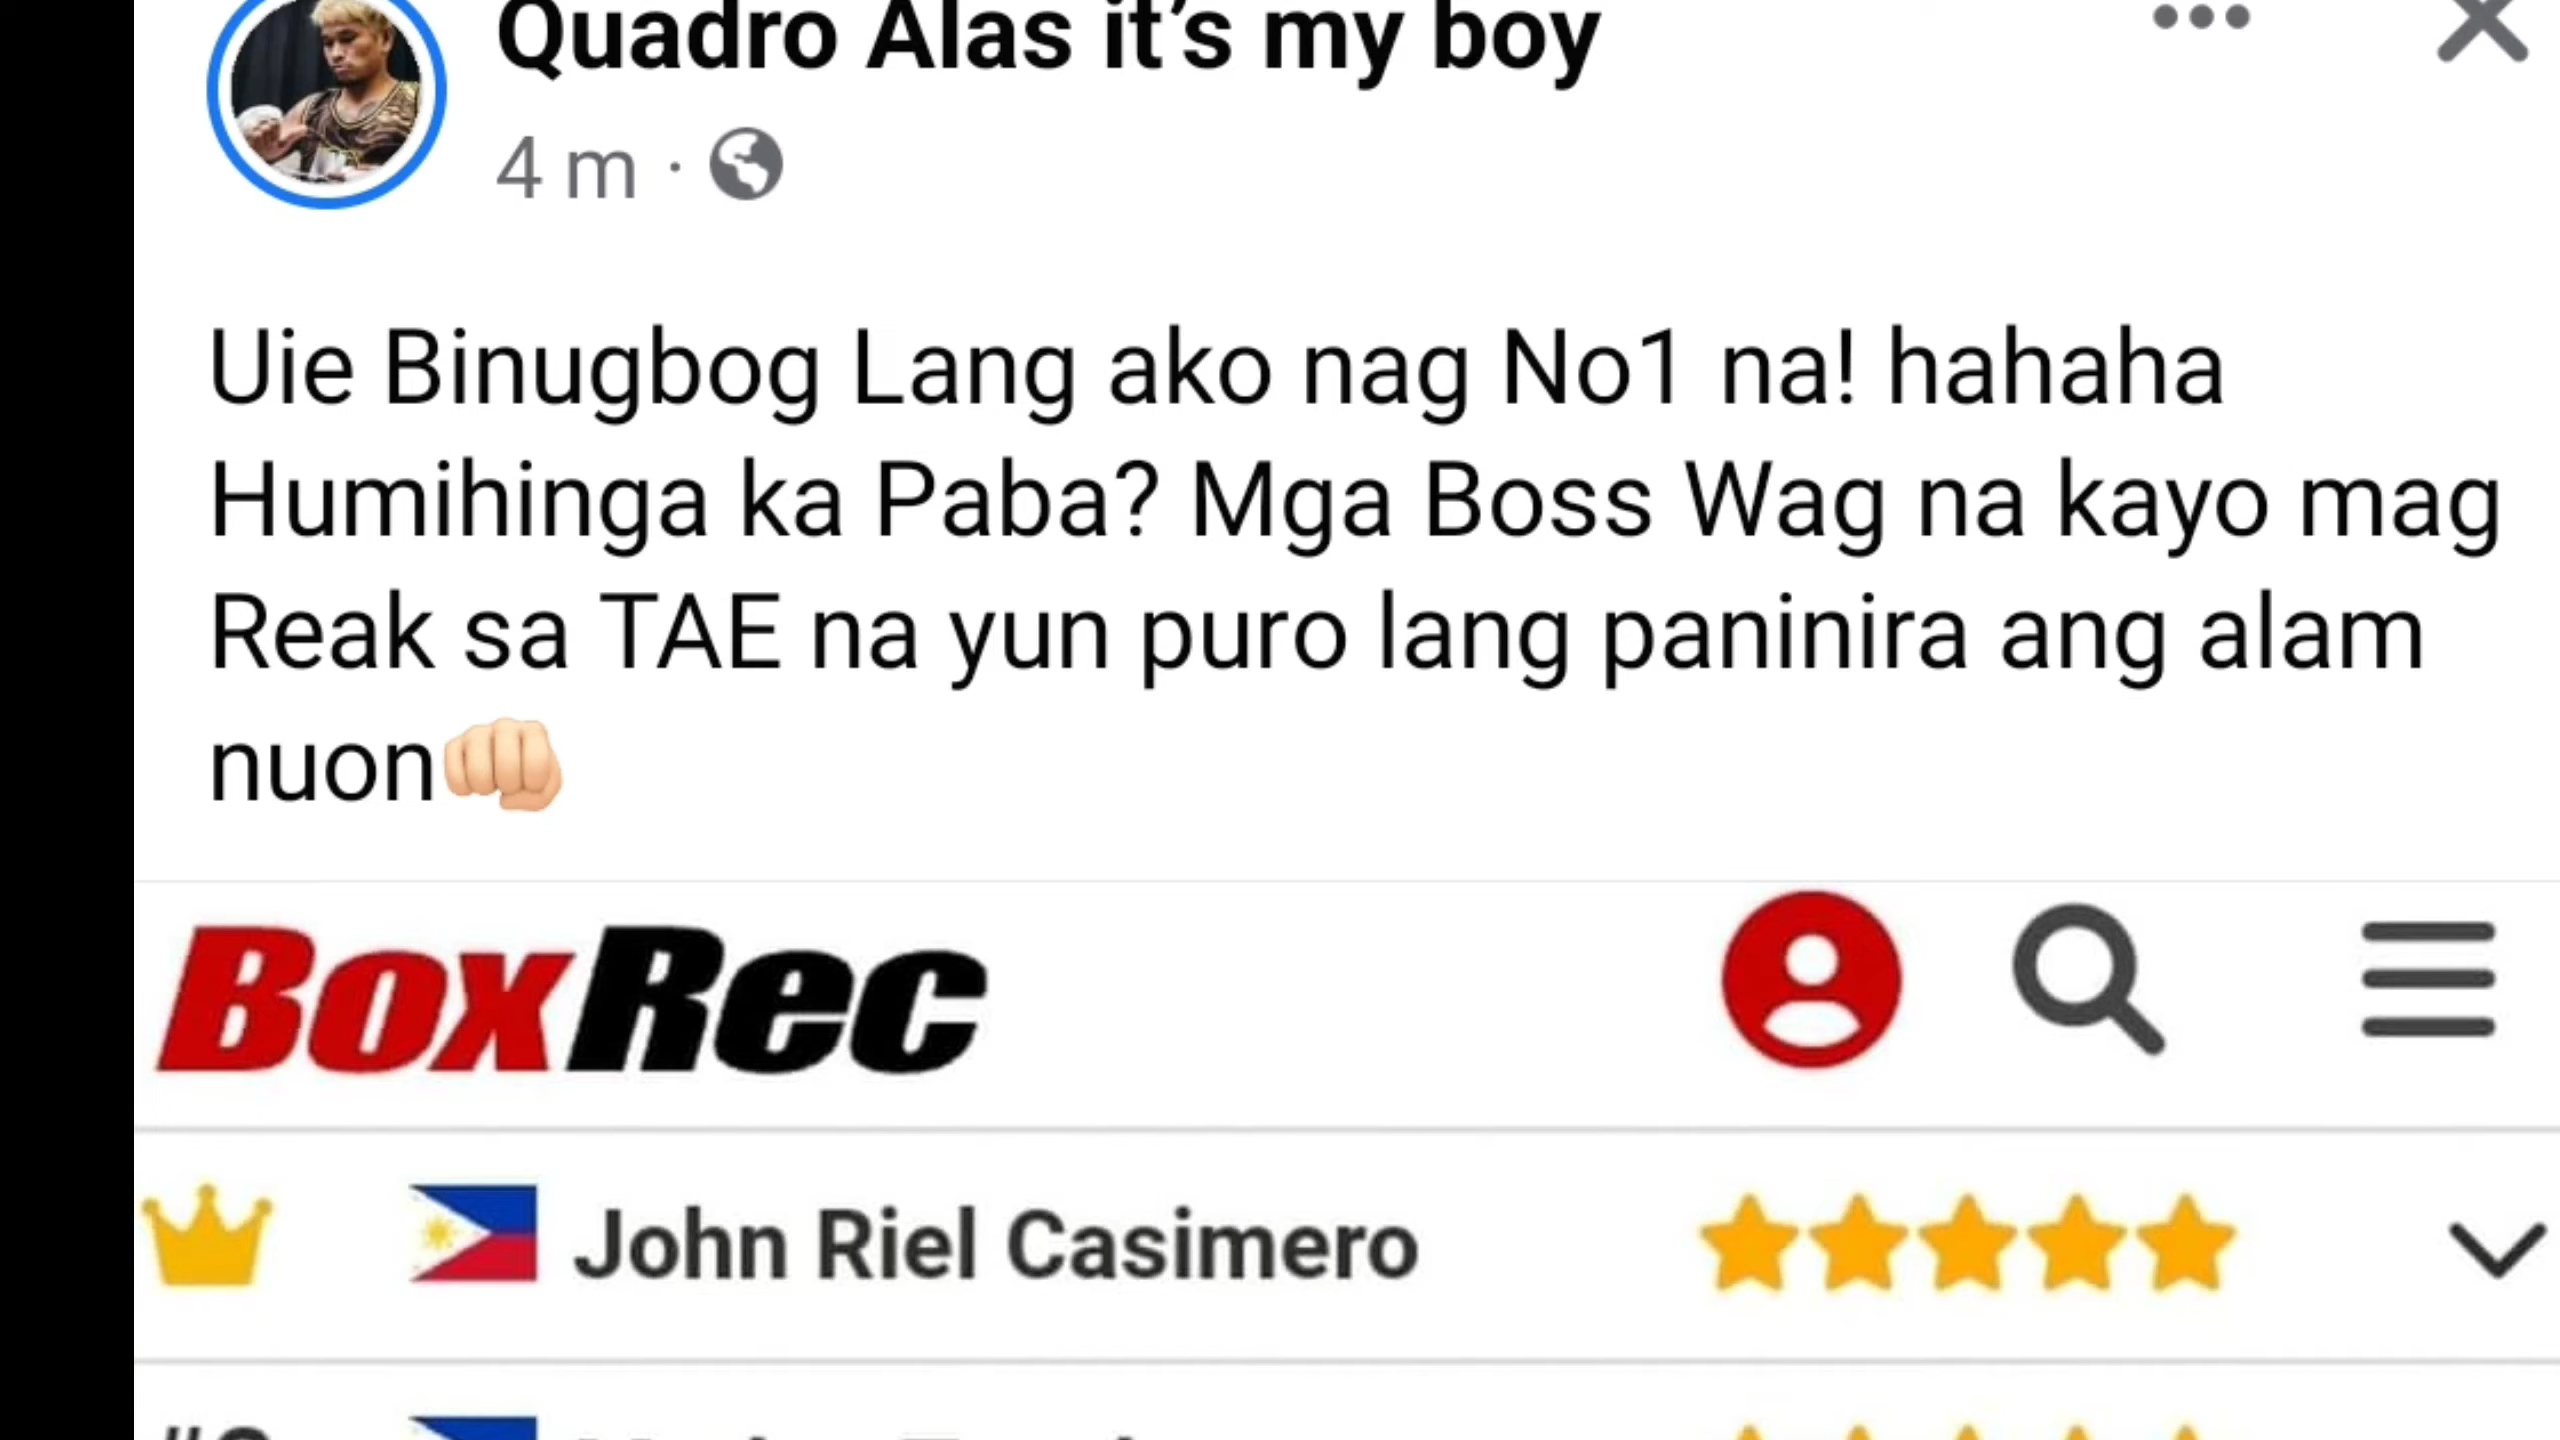 Quadro Alas it's my boy
4 m ·
Uie Binugbog Lang ako nag No1 na! hahaha
Humihinga ka Paba? Mga Boss Wag na kayo mag
Reak sa TAE na yun puro lang paninira ang alam
nuon👊🏻
BoxRec
John Riel Casimero